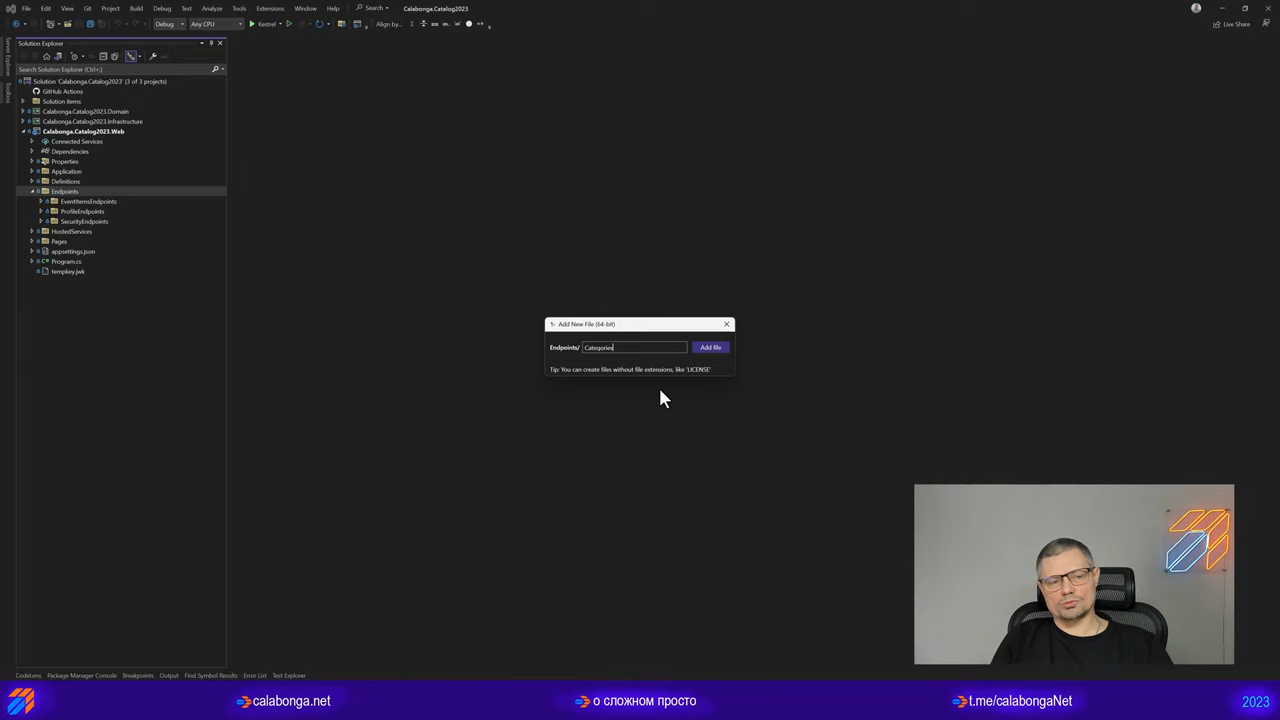 File Edit View Git Project Build Debug Test Analyze Tools Extensions Window Help Search Calabonga.Catalog2023
Debug Any CPU Kestrel Align by... Live Share
Solution Explorer
Server Explorer
Toolbox
Search Solution Explorer (Ctrl+;)
Solution 'Calabonga.Catalog2023' (3 of 3 projects)
GitHub Actions
Solution items
Calabonga.Catalog2023.Domain
Calabonga.Catalog2023.Infrastructure
Calabonga.Catalog2023.Web
Connected Services
Dependencies
Properties
Application
Definitions
Endpoints
EventItemsEndpoints
ProfileEndpoints
SecurityEndpoints
HostedServices
Pages
appsettings.json
Program.cs
tempkey.jwk
Add New File (64-bit)
Endpoints/ Categories Add file
Tip: You can create files without file extensions, like 'LICENSE'
CodeLens Package Manager Console Breakpoints Output Find Symbol Results Error List Test Explorer
calabonga.net о сложном просто t.me/calabongaNet 2023